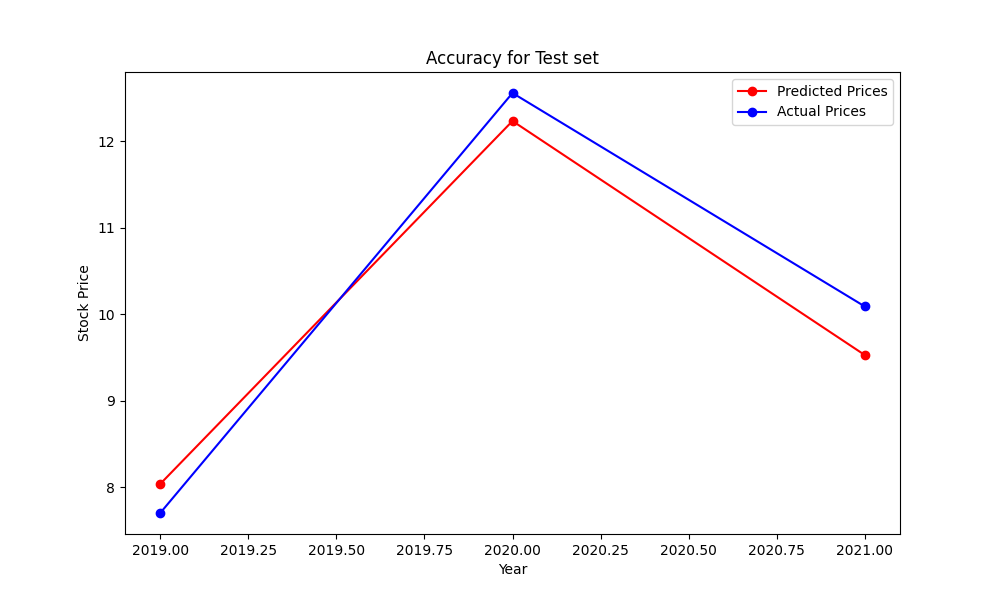 Accuracy for Test set
Predicted Prices
Actual Prices
12
11
10
9
8
Stock Price
2019.00 2019.25 2019.50 2019.75 2020.00 2020.25 2020.50 2020.75 2021.00
Year